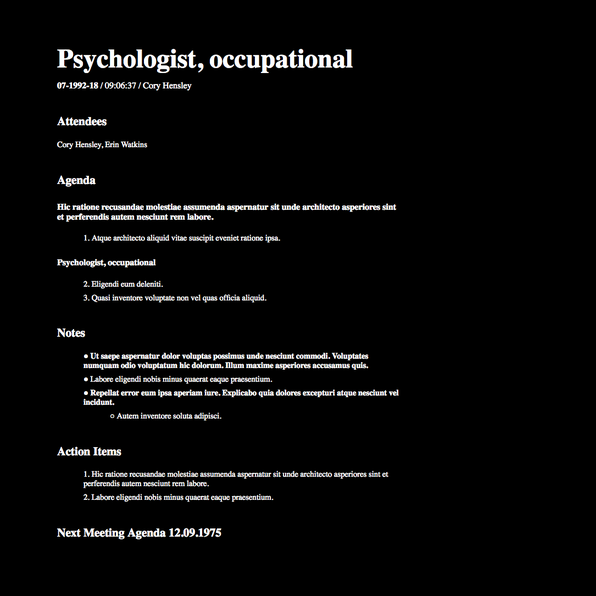 Psychologist, occupational
07-1992-18 / 09:06:37 / Cory Hensley
Attendees
Cory Hensley, Erin Watkins
Agenda
Hic ratione recusandae molestiae assumenda aspernatur sit unde architecto asperiores sint
et perferendis autem nesciunt rem labore.
1. Atque architecto aliquid vitae suscipit eveniet ratione ipsa.
Psychologist, occupational
2. Eligendi eum deleniti.
3. Quasi inventore voluptate non vel quas officia aliquid.
Notes
● Ut saepe aspernatur dolor voluptas possimus unde nesciunt commodi. Voluptates
numquam odio voluptatum hic dolorum. Illum maxime asperiores accusamus quis.
● Labore eligendi nobis minus quaerat eaque praesentium.
● Repellat error eum ipsa aperiam iure. Explicabo quia dolores excepturi atque nesciunt vel
incidunt.
○ Autem inventore soluta adipisci.
Action Items
1. Hic ratione recusandae molestiae assumenda aspernatur sit unde architecto asperiores sint et
perferendis autem nesciunt rem labore.
2. Labore eligendi nobis minus quaerat eaque praesentium.
Next Meeting Agenda 12.09.1975